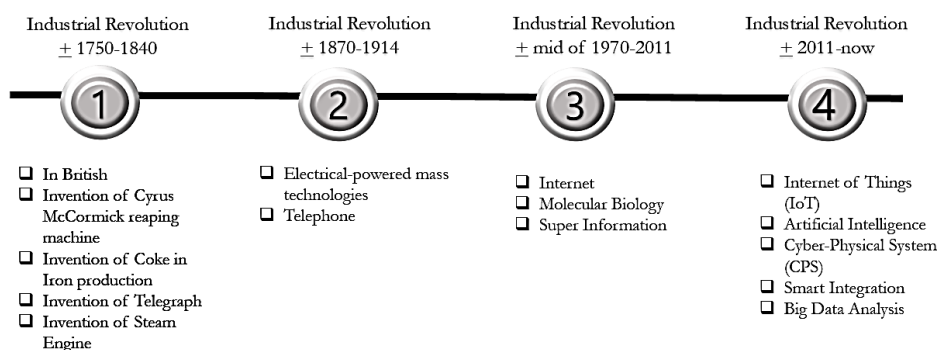 Industrial Revolution
± 1750-1840
Industrial Revolution
± 1870-1914
Industrial Revolution
± mid of 1970-2011
Industrial Revolution
± 2011-now
1
2
3
4
❑ In British
❑ Invention of Cyrus
McCormick reaping
machine
❑ Invention of Coke in
Iron production
❑ Invention of Telegraph
❑ Invention of Steam
Engine
❑ Electrical-powered mass
technologies
❑ Telephone
❑ Internet
❑ Molecular Biology
❑ Super Information
❑ Internet of Things
(IoT)
❑ Artificial Intelligence
❑ Cyber-Physical System
(CPS)
❑ Smart Integration
❑ Big Data Analysis